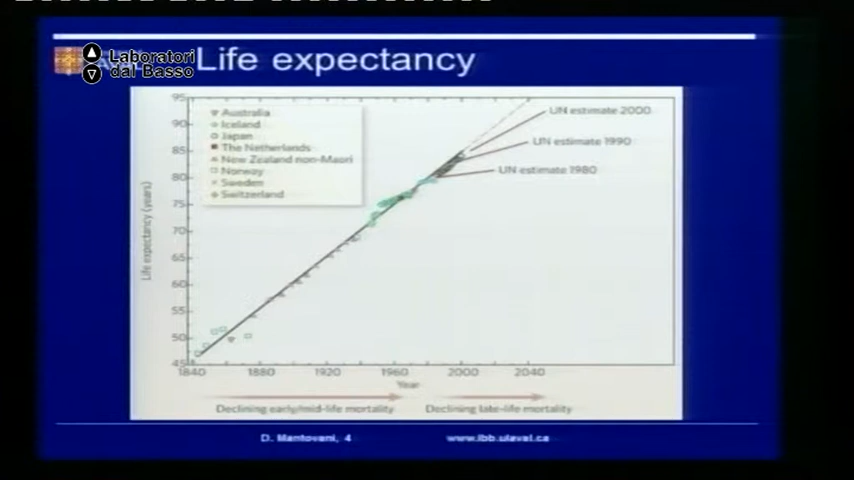 Laboratori
dal Basso
Life expectancy
Australia
Iceland
Japan
The Netherlands
New Zealand non-Maori
Norway
Sweden
Switzerland
UN estimate 2000
UN estimate 1990
UN estimate 1980
Life expectancy (years)
95
90
85
80
75
70
65
60
55
50
45
1840 1880 1920 1960 2000 2040
Year
Declining early/mid-life mortality
Declining late-life mortality
D. Mantovani, 4
www.ibb.ulaval.ca